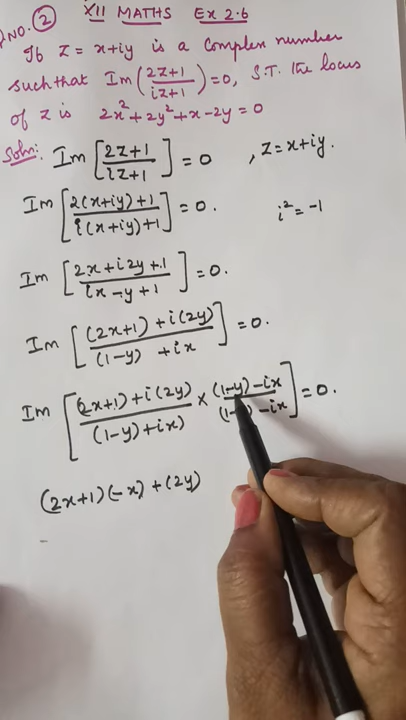 XII MATHS Ex 2.6
NO. ② If z = x+iy is a complex number
such that Im(2z+1/iz+1)=0, S.T. the locus
of z is 2x²+2y²+x-2y=0
Soln: Im[2z+1/iz+1] = 0 , z=x+iy.
Im[2(x+iy)+1/i(x+iy)+1] = 0. i²=-1
Im[2x+i2y+1/ix-y+1] = 0.
Im[(2x+1)+i(2y)/(1-y)+ix] = 0.
Im[(2x+1)+i(2y)/(1-y)+ix) × (1-y)-ix/(1-)-ix] = 0.
(2x+1)(-x)+(2y)
-